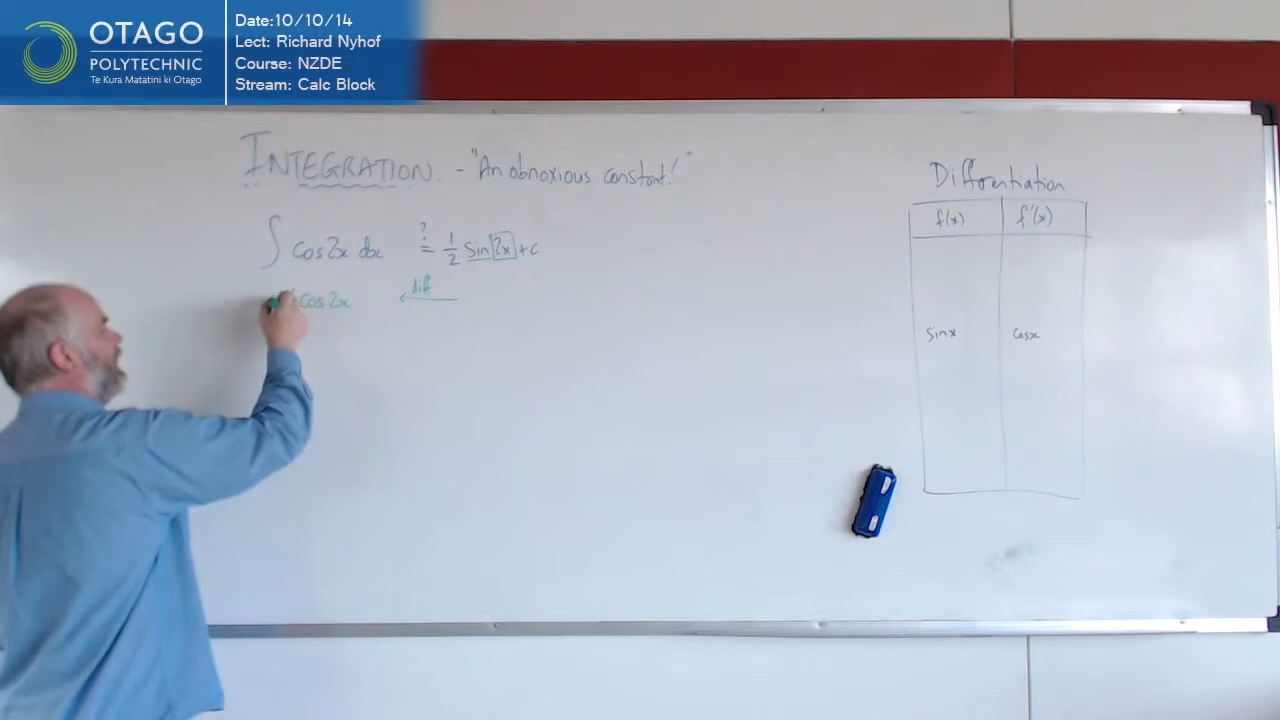 OTAGO
POLYTECHNIC
Te Kura Matatini ki Otago
Date:10/10/14
Lect: Richard Nyhof
Course: NZDE
Stream: Calc Block
INTEGRATION - "An obnoxious constant!"
∫ cos2x dx ?= 1/2 sin 2x + c
cos 2x
diff
Differentiation
f(x) f'(x)
sinx cosx